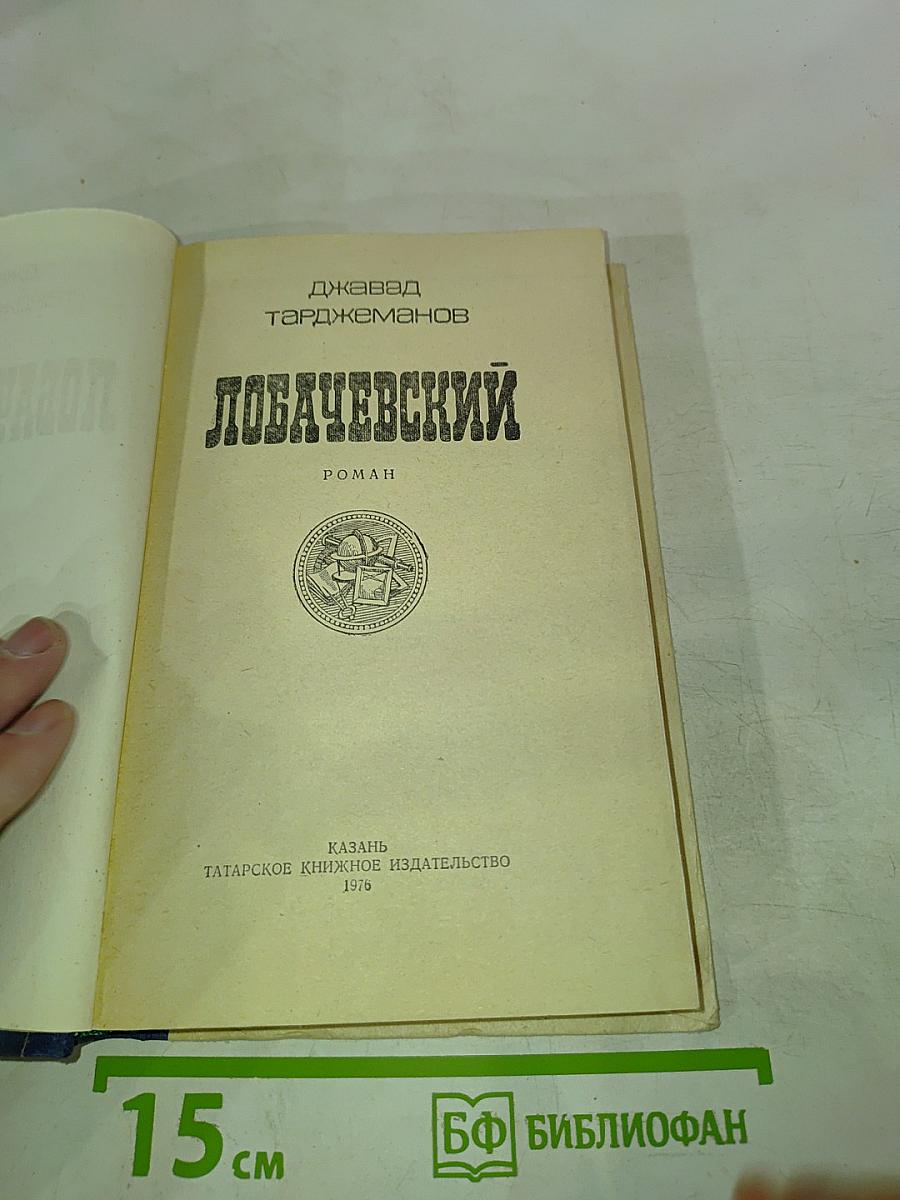 Джавад
Тарджеманов
ЛОБАЧЕВСКИЙ
РОМАН
КАЗАНЬ
ТАТАРСКОЕ КНИЖНОЕ ИЗДАТЕЛЬСТВО
1976
15 см
БФ БИБЛИОФАН